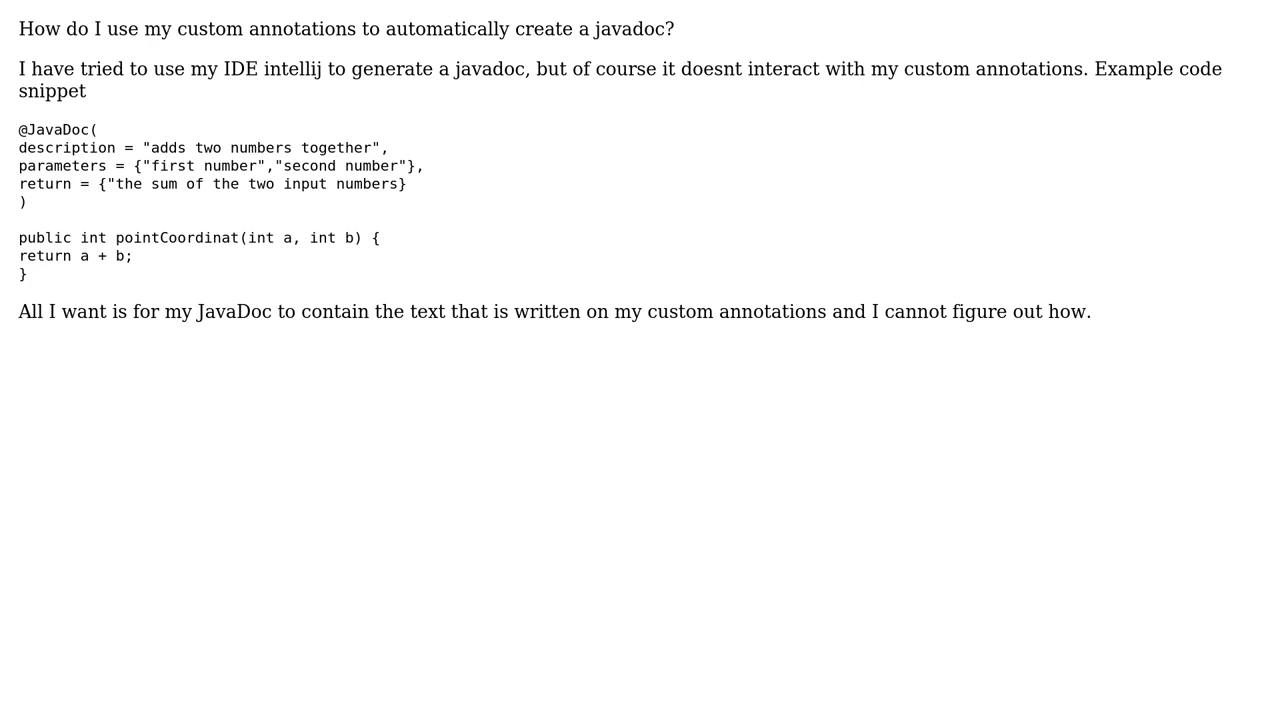 How do I use my custom annotations to automatically create a javadoc?
I have tried to use my IDE intellij to generate a javadoc, but of course it doesnt interact with my custom annotations. Example code
snippet
@JavaDoc(
description = "adds two numbers together",
parameters = {"first number","second number"},
return = {"the sum of the two input numbers}
)
public int pointCoordinat(int a, int b) {
return a + b;
}
All I want is for my JavaDoc to contain the text that is written on my custom annotations and I cannot figure out how.